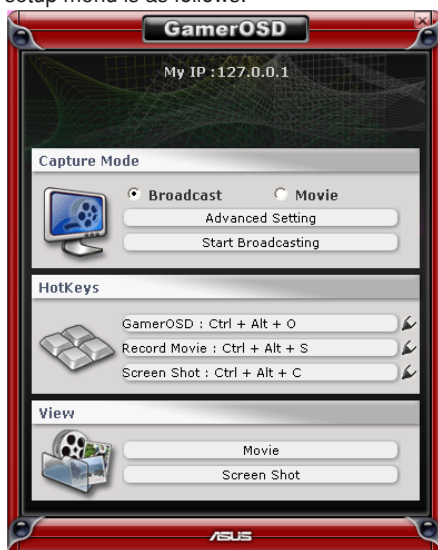 setup menu is as follows:
GamerOSD
My IP :127.0.0.1
Capture Mode
Broadcast Movie
Advanced Setting
Start Broadcasting
HotKeys
GamerOSD : Ctrl + Alt + O
Record Movie : Ctrl + Alt + S
Screen Shot : Ctrl + Alt + C
View
Movie
Screen Shot
ASUS